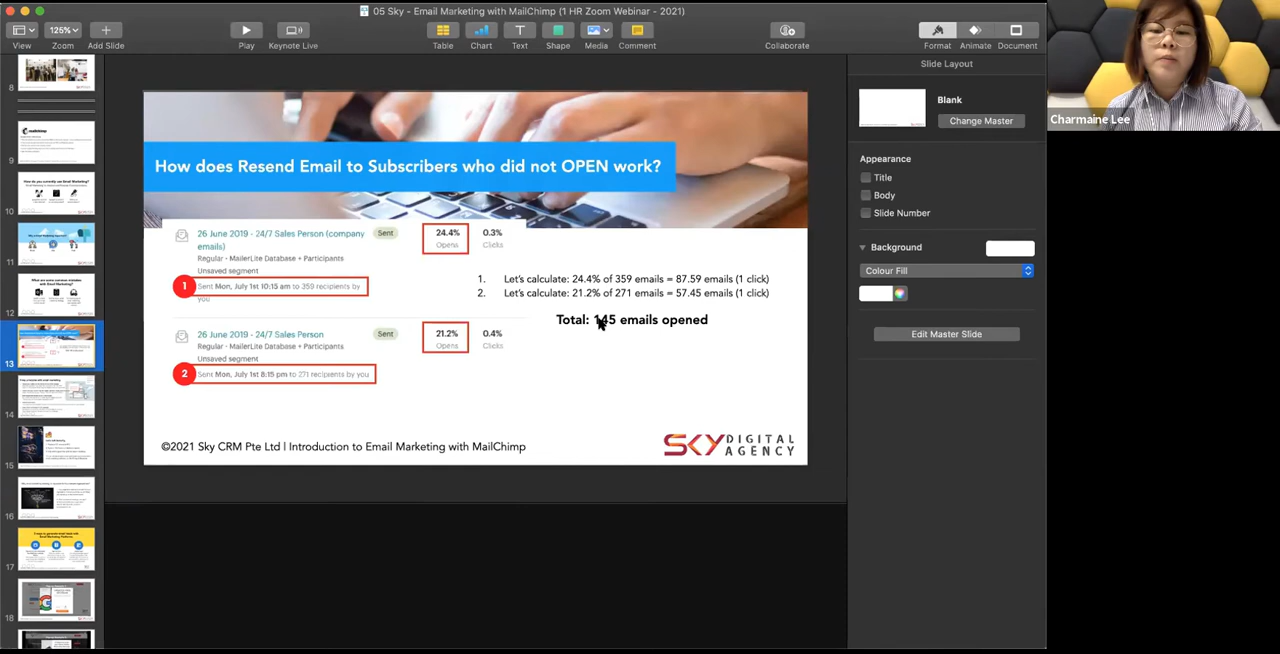 05 Sky - Email Marketing with MailChimp (1 HR Zoom Webinar - 2021)
125%
View
Zoom
Add Slide
Play
Keynote Live
Table
Chart
Text
Shape
Media
Comment
Collaborate
Format
Animate
Document
Slide Layout
Blank
Change Master
Appearance
Title
Body
Slide Number
Background
Colour Fill
Edit Master Slide
Charmaine Lee
8
9
10
11
12
13
14
15
16
17
18
mailchimp
How does Resend Email to Subscribers who did not OPEN work?
26 June 2019 - 24/7 Sales Person (company
emails)
Sent
24.4%
Opens
0.3%
Clicks
Regular - MailerLite Database + Participants
Unsaved segment
1
Sent Mon, July 1st 10:15 am to 359 recipients by
you
1. Let's calculate: 24.4% of 359 emails = 87.59 emails (1 click)
2. Let's calculate: 21.2% of 271 emails = 57.45 emails (1 click)
Total: 145 emails opened
26 June 2019 - 24/7 Sales Person
Sent
21.2%
Opens
0.4%
Clicks
Regular - MailerLite Database + Participants
Unsaved segment
2
Sent Mon, July 1st 8:15 pm to 271 recipients by you
©2021 Sky CRM Pte Ltd | Introduction to Email Marketing with MailChimp
SKY DIGITAL
AGENCY